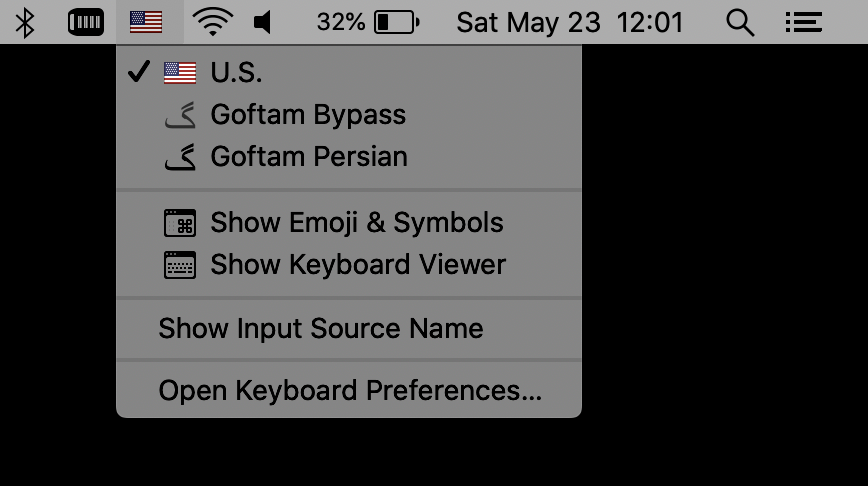 32%
Sat May 23 12:01
U.S.
گ Goftam Bypass
گ Goftam Persian
Show Emoji & Symbols
Show Keyboard Viewer
Show Input Source Name
Open Keyboard Preferences...